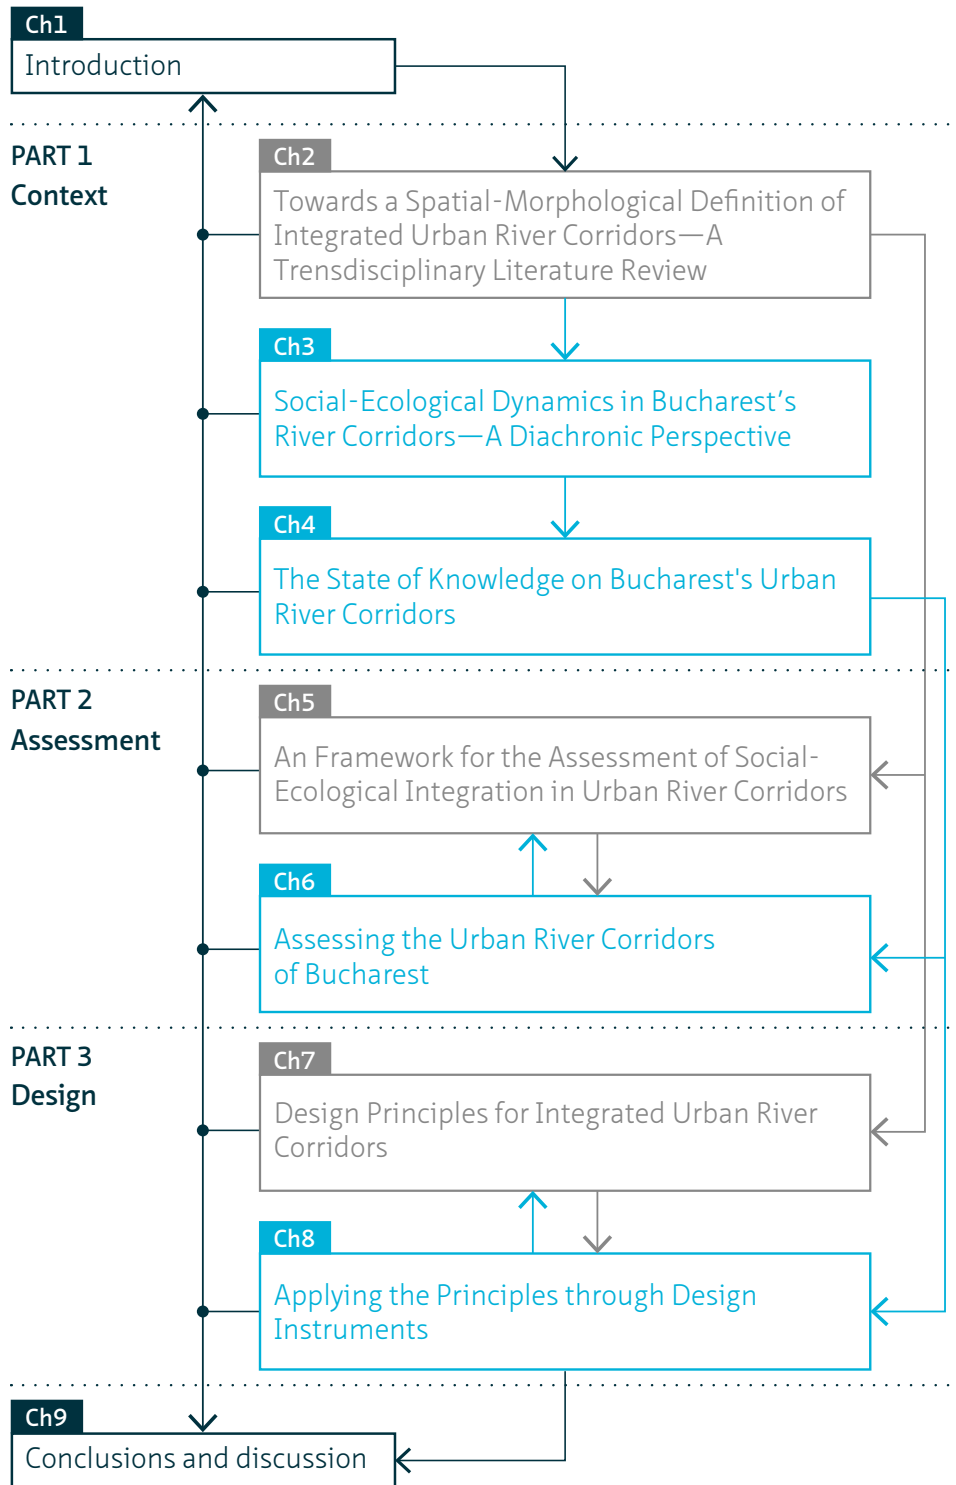 Ch1
Introduction
PART 1
Context
Ch2
Towards a Spatial-Morphological Definition of
Integrated Urban River Corridors—A
Trensdisciplinary Literature Review
Ch3
Social-Ecological Dynamics in Bucharest's
River Corridors—A Diachronic Perspective
Ch4
The State of Knowledge on Bucharest's Urban
River Corridors
PART 2
Assessment
Ch5
An Framework for the Assessment of Social-
Ecological Integration in Urban River Corridors
Ch6
Assessing the Urban River Corridors
of Bucharest
PART 3
Design
Ch7
Design Principles for Integrated Urban River
Corridors
Ch8
Applying the Principles through Design
Instruments
Ch9
Conclusions and discussion